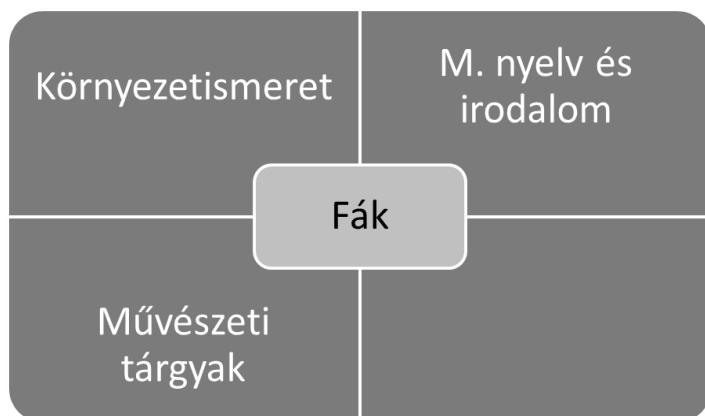 Környezetismeret
M. nyelv és
irodalom
Fák
Művészeti
tárgyak